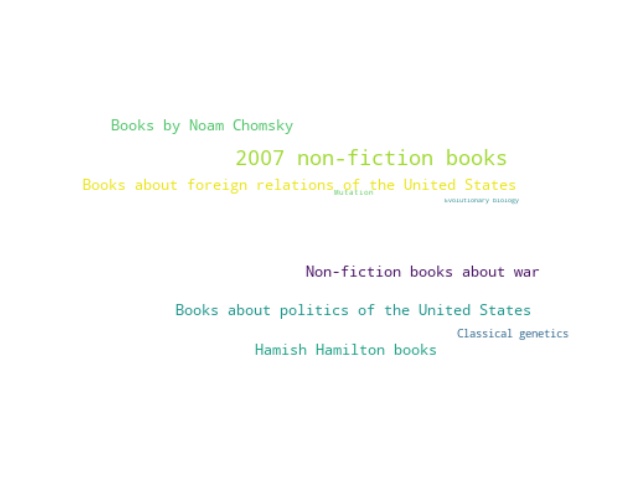 Books by Noam Chomsky
2007 non-fiction books
Books about foreign relations of the United States
Mutation
Evolutionary biology
Non-fiction books about war
Books about politics of the United States
Classical genetics
Hamish Hamilton books